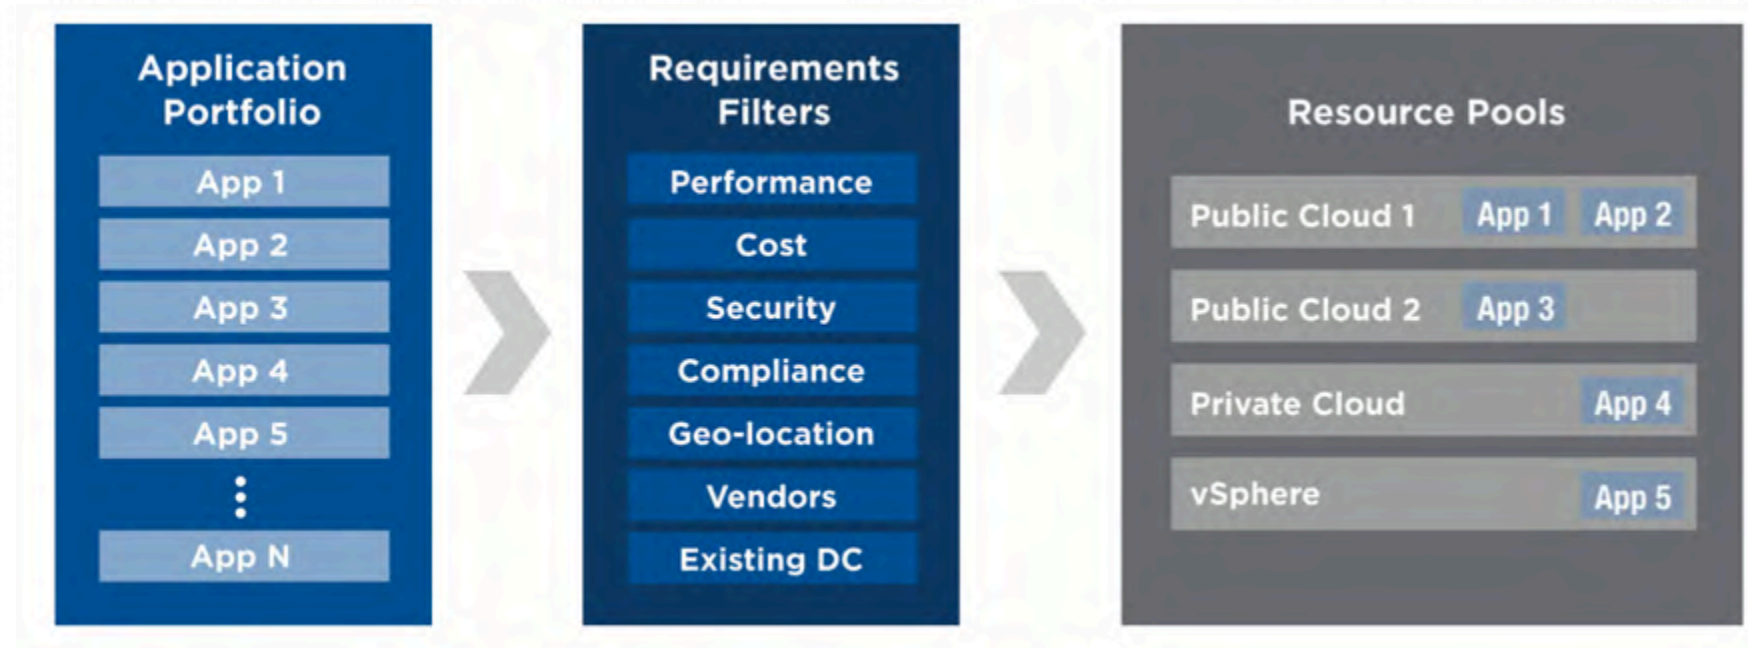 Application
Portfolio
App 1
App 2
App 3
App 4
App 5
App N
Requirements
Filters
Performance
Cost
Security
Compliance
Geo-location
Vendors
Existing DC
Resource Pools
Public Cloud 1 App 1 App 2
Public Cloud 2 App 3
Private Cloud App 4
vSphere App 5